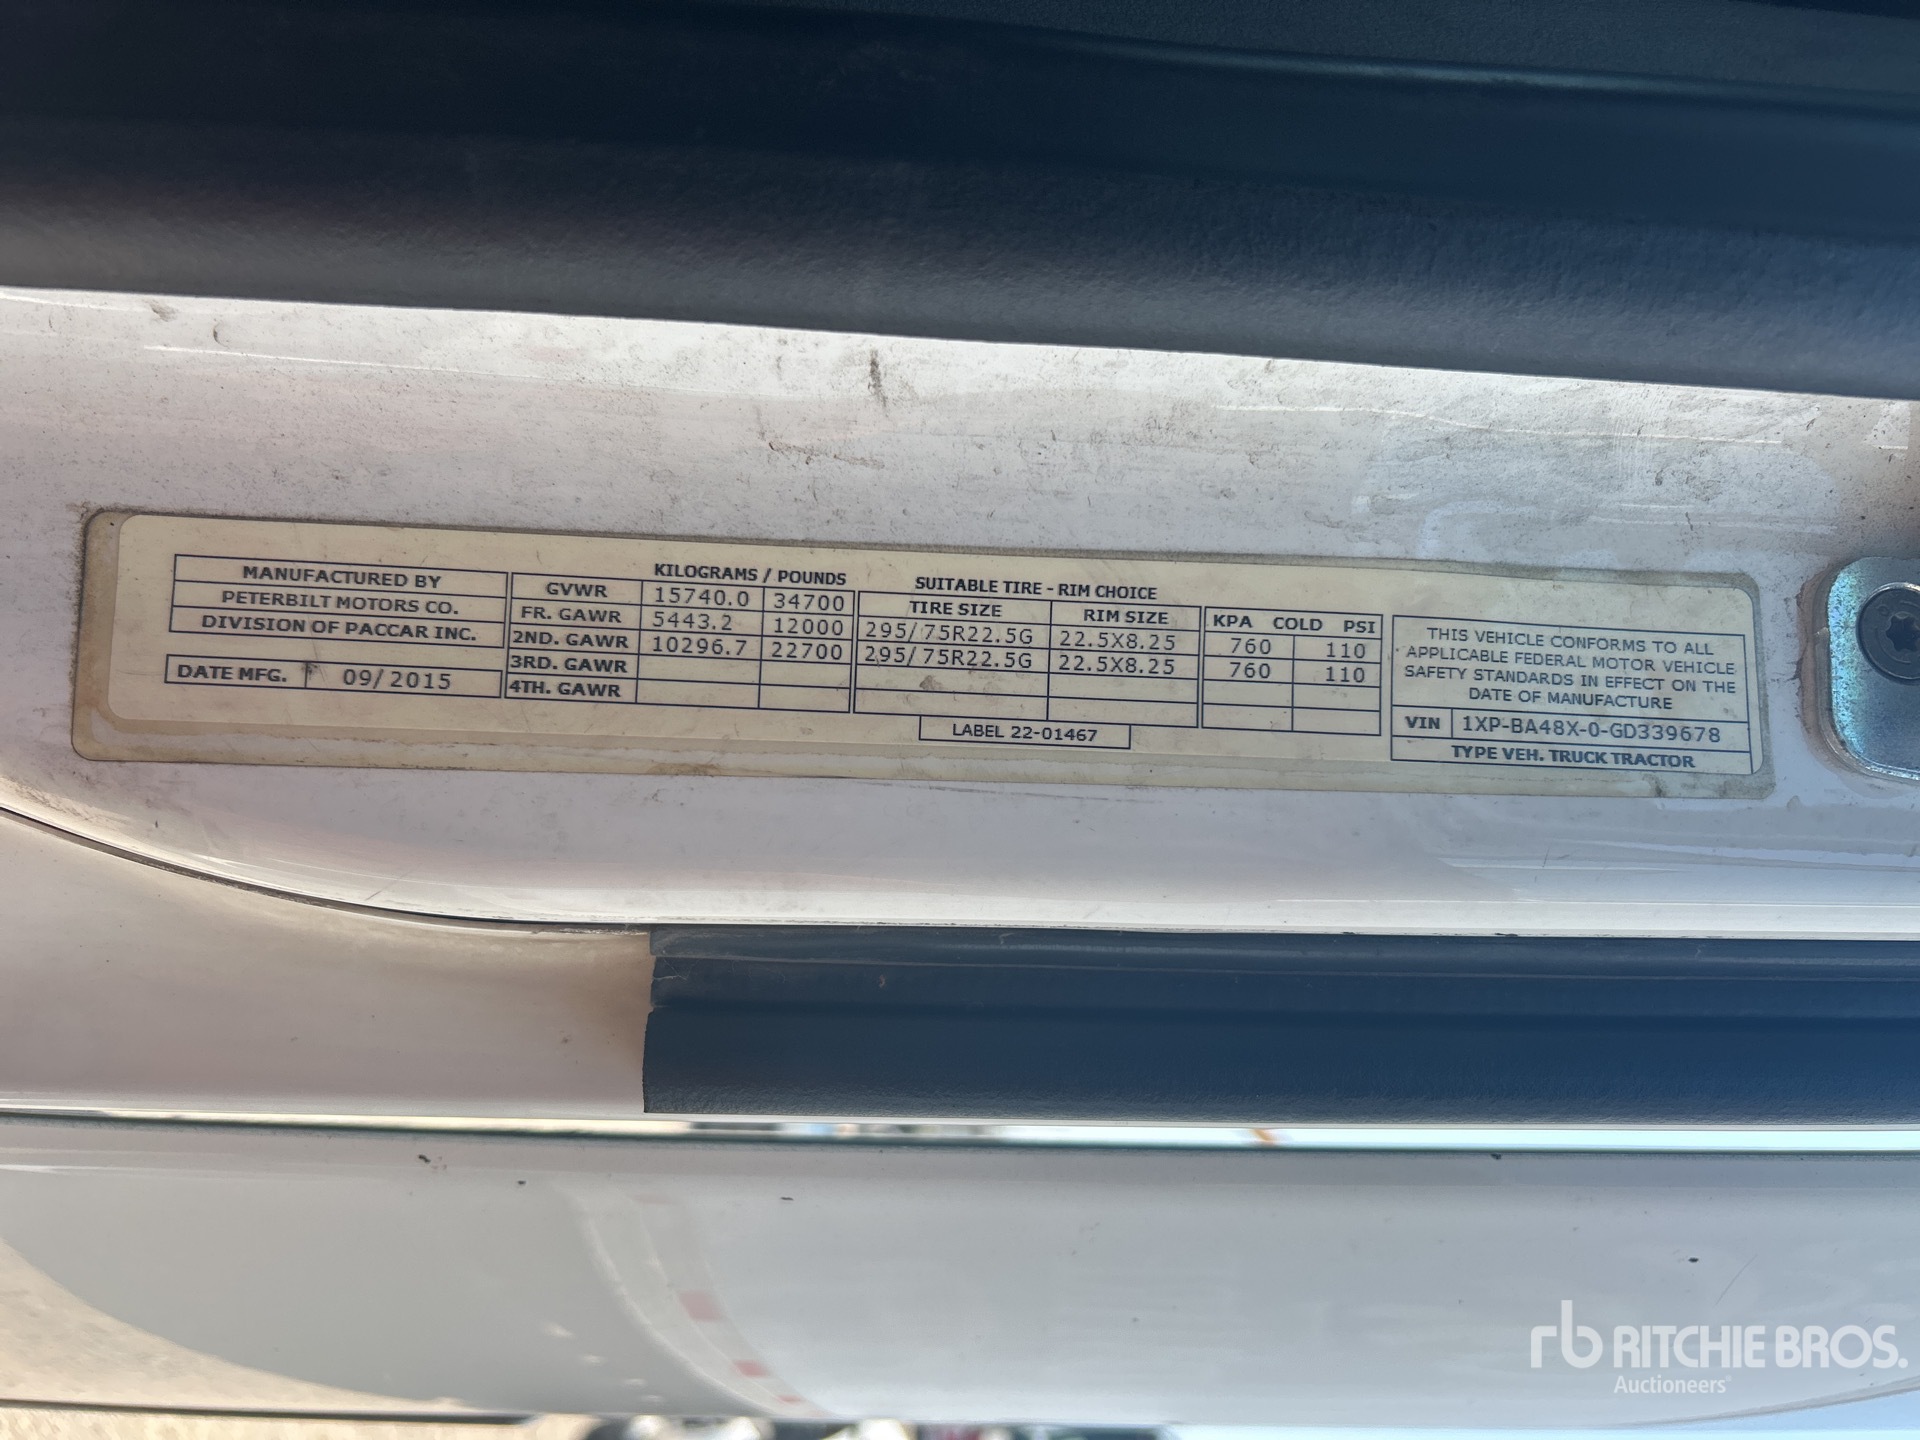 MANUFACTURED BY
PETERBILT MOTORS CO.
DIVISION OF PACCAR INC.
DATE MFG. 09/2015
KILOGRAMS / POUNDS
GVWR 15740.0 34700
FR. GAWR 5443.2 12000
2ND. GAWR 10296.7 22700
3RD. GAWR
4TH. GAWR
SUITABLE TIRE - RIM CHOICE
TIRE SIZE RIM SIZE
295/75R22.5G 22.5X8.25
295/75R22.5G 22.5X8.25
LABEL 22-01467
KPA COLD PSI
760 110
760 110
THIS VEHICLE CONFORMS TO ALL
APPLICABLE FEDERAL MOTOR VEHICLE
SAFETY STANDARDS IN EFFECT ON THE
DATE OF MANUFACTURE
VIN 1XP-BA48X-0-GD339678
TYPE VEH. TRUCK TRACTOR
rb RITCHIE BROS.
Auctioneers